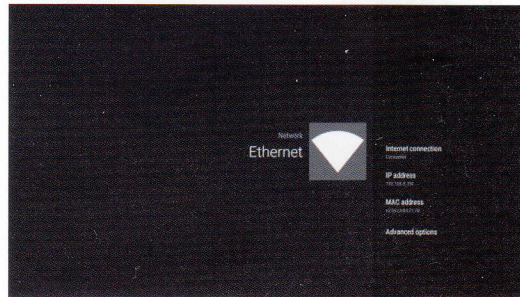 Network
Ethernet
Internet connection
Connected
IP address
MAC address
Advanced options